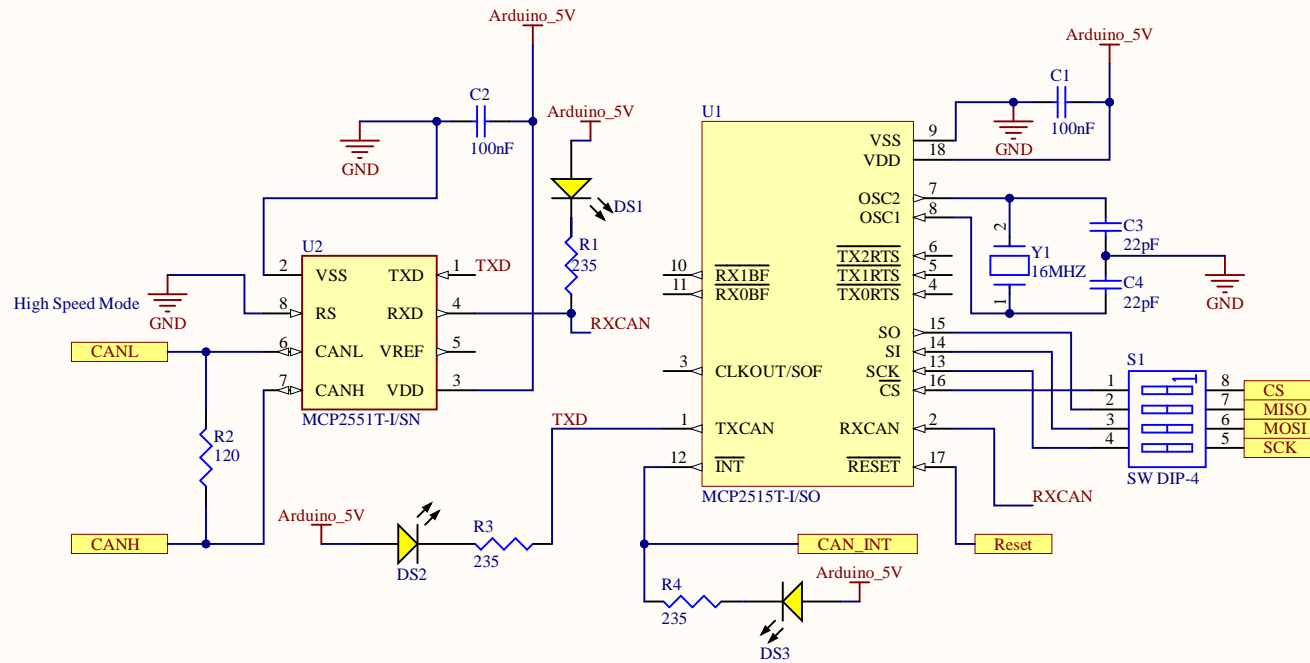 Arduino_5V
C2
100nF
GND
Arduino_5V
DS1
R1
235
U2
2 VSS TXD 1 TXD
8 RS RXD 4
6 CANL VREF 5
7 CANH VDD 3
MCP2551T-I/SN
High Speed Mode
GND
CANL
R2
120
CANH
RXCAN
TXD
Arduino_5V
DS2
R3
235
U1
VSS 9
VDD 18
OSC2 7
OSC1 8
TX2RTS 6
10 RX1BF TX1RTS 5
11 RX0BF TX0RTS 4
SO 15
SI 14
3 CLKOUT/SOF SCK 13
CS 16
1 TXCAN RXCAN 2
12 INT RESET 17
MCP2515T-I/SO
Arduino_5V
C1
100nF
GND
2
Y1
16MHZ
1
C3
22pF
C4
22pF
GND
S1
1 8 CS
2 7 MISO
3 6 MOSI
4 5 SCK
SW DIP-4
RXCAN
CAN_INT
Reset
R4
235
Arduino_5V
DS3